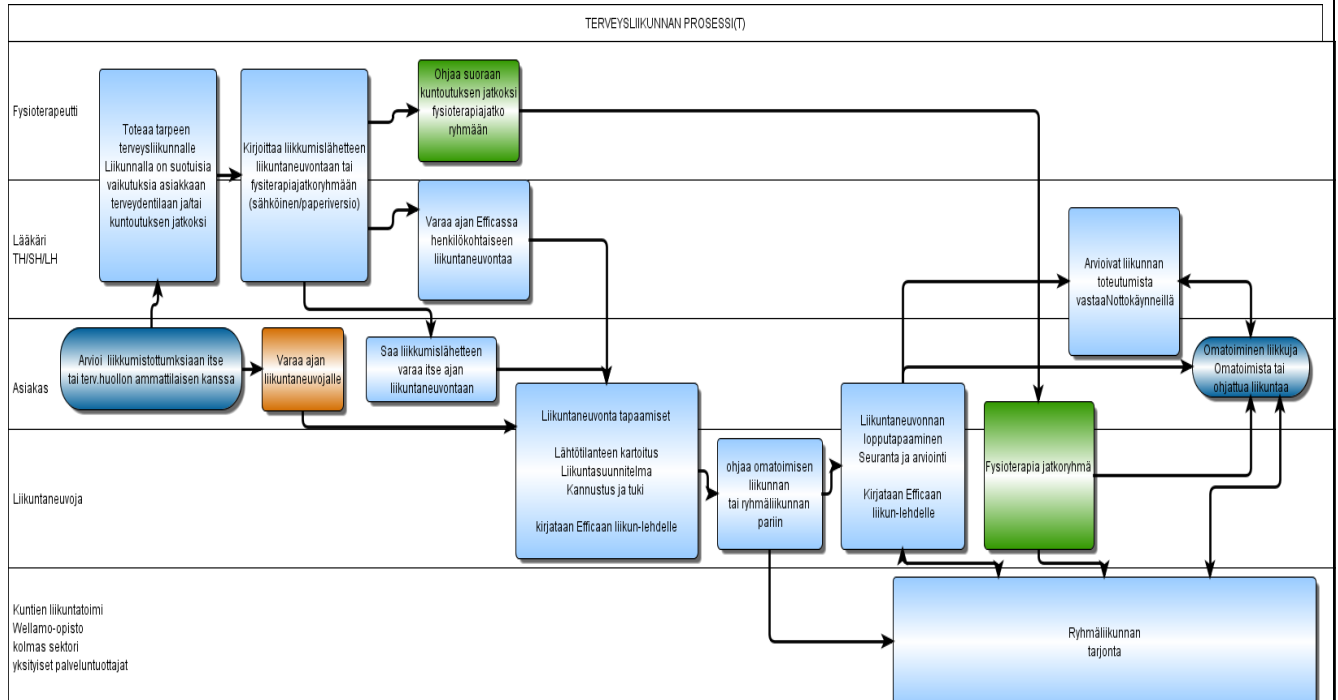 TERVEYSLIIKUNNAN PROSESSI(T)
Fysioterapeutti
Toteaa tarpeen
terveysliikunnalle
Liikunnalla on suotuisia
vaikutuksia asiakkaan
terveydentilaan ja/tai
kuntoutuksen jatkoksi
Kirjoittaa liikkumislähetteen
liikuntaneuvontaan tai
fysiterapiajatkoryhmään
(sähköinen/paperiversio)
Ohjaa suoraan
kuntoutuksen jatkoksi
fysioterapiajatko
ryhmään
Lääkäri
TH/SH/LH
Varaa ajan Efficassa
henkilökohtaiseen
liikuntaneuvontaa
Arvioivat liikunnan
toteutumista
vastaaNottokäynneillä
Asiakas
Arvioi liikkumistottumksiaan itse
tai terv.huollon ammattilaisen kanssa
Varaa ajan
liikuntaneuvojalle
Saa liikkumislähetteen
varaa itse ajan
liikuntaneuvontaan
Omatoiminen liikkuja
Omatoimista tai
ohjattua liikuntaa
Liikuntaneuvoja
Liikuntaneuvonta tapaamiset
Lähtötilanteen kartoitus
Liikuntasuunnitelma
Kannustus ja tuki
kirjataan Efficaan liikun-lehdelle
ohjaa omatoimisen
liikunnan
tai ryhmäliikunnan
pariin
Liikuntaneuvonnan
lopputapaaminen
Seuranta ja arviointi
Kirjataan Efficaan
liikun-lehdelle
Fysioterapia jatkoryhmä
Kuntien liikuntatoimi
Wellamo-opisto
kolmas sektori
yksityiset palveluntuottajat
Ryhmäliikunnan
tarjonta